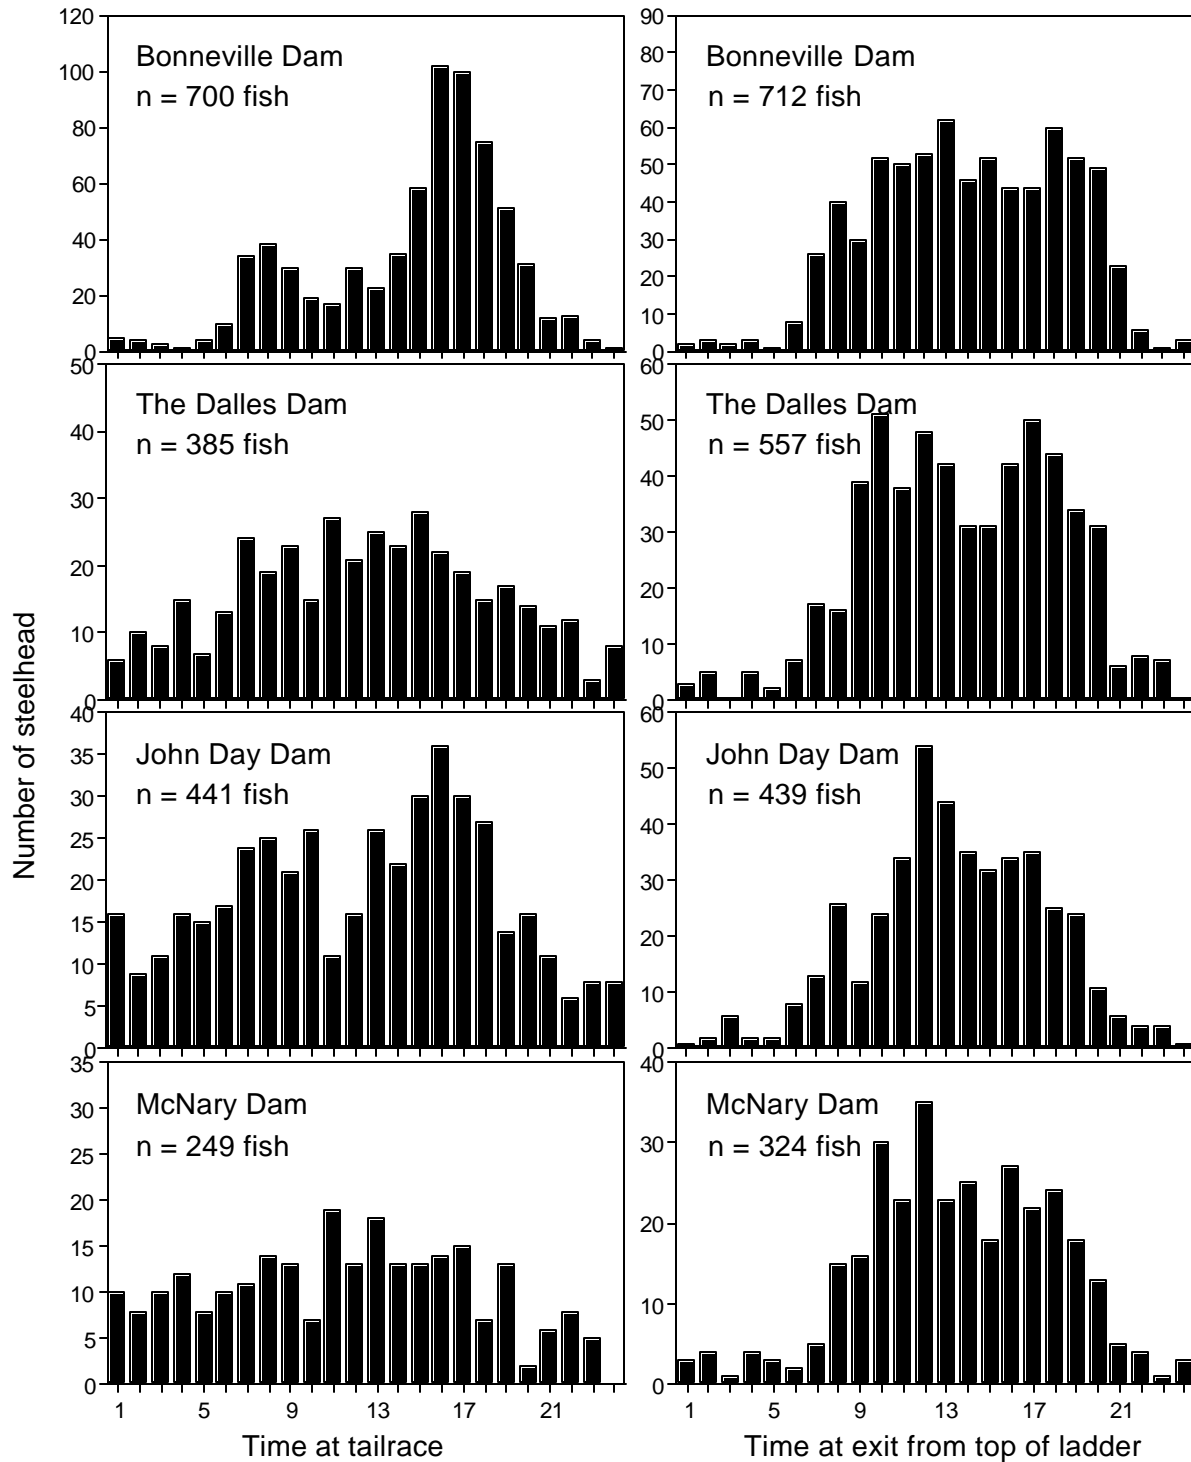 Number of steelhead
120
100
80
60
40
20
0
Bonneville Dam
n = 700 fish
90
80
70
60
50
40
30
20
10
0
Bonneville Dam
n = 712 fish
50
40
30
20
10
0
The Dalles Dam
n = 385 fish
60
50
40
30
20
10
0
The Dalles Dam
n = 557 fish
40
35
30
25
20
15
10
5
0
John Day Dam
n = 441 fish
60
50
40
30
20
10
0
John Day Dam
n = 439 fish
35
30
25
20
15
10
5
0
McNary Dam
n = 249 fish
1 5 9 13 17 21
Time at tailrace
40
30
20
10
0
McNary Dam
n = 324 fish
1 5 9 13 17 21
Time at exit from top of ladder